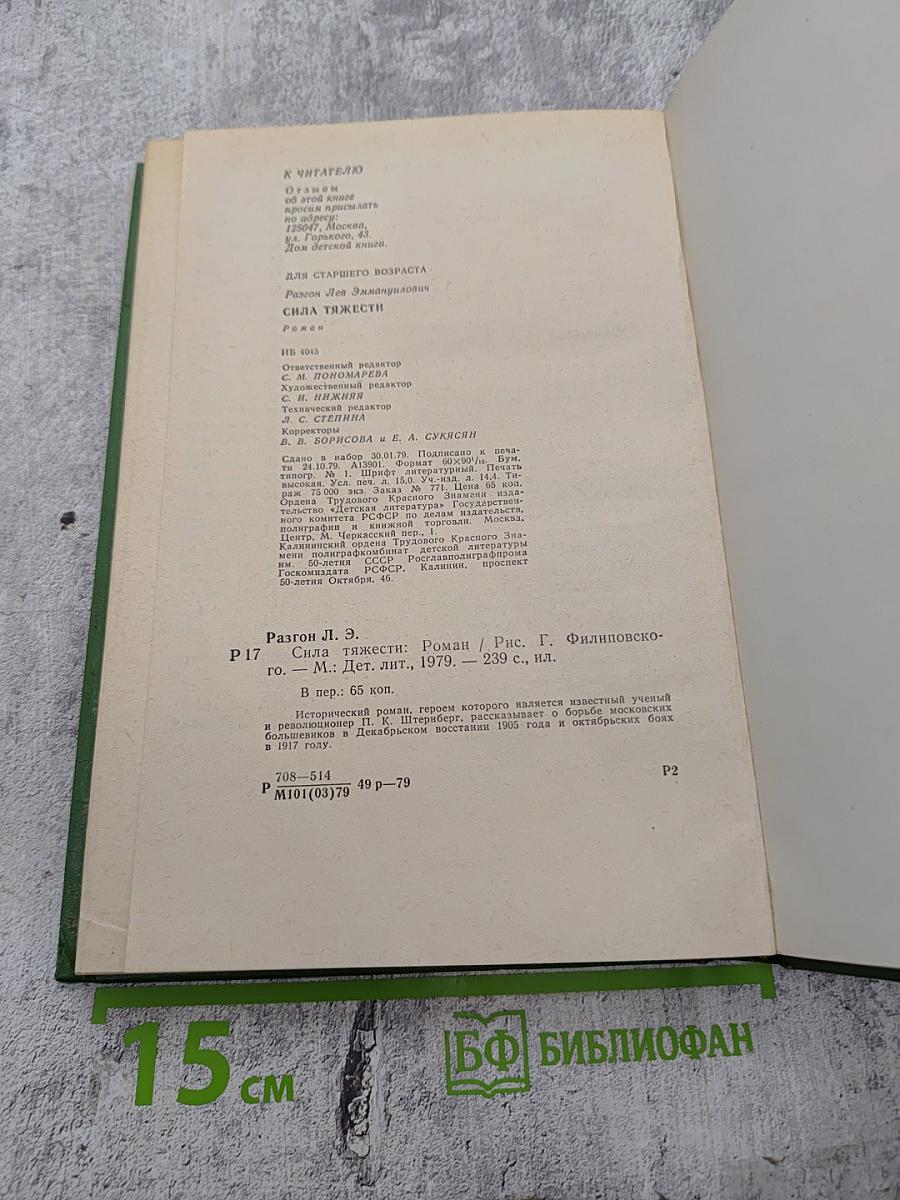 К ЧИТАТЕЛЮ
Отзывы
об этой книге
просим присылать
по адресу:
125047, Москва,
ул. Горького, 43.
Дом детской книги.
ДЛЯ СТАРШЕГО ВОЗРАСТА
Разгон Лев Эммануилович
СИЛА ТЯЖЕСТИ
Роман
ИБ 4045
Ответственный редактор
С. М. ПОНОМАРЕВА
Художественный редактор
С. И. НИЖНЯЯ
Технический редактор
Л. С. СТЕПИНА
Корректоры
В. В. БОРИСОВА и Е. А. СУКЯСЯН
Сдано в набор 30.01.79. Подписано к печа-
ти 24.10.79. А13901. Формат 60×90¹/₁₆. Бум.
типогр. № 1. Шрифт литературный. Печать
высокая. Усл. печ. л. 15,0. Уч.-изд. л. 14,4. Ти-
раж 75 000 экз. Заказ № 771. Цена 65 коп.
Ордена Трудового Красного Знамени изда-
тельство «Детская литература» Государствен-
ного комитета РСФСР по делам издательств,
полиграфии и книжной торговли. Москва,
Центр, М. Черкасский пер., 1.
Калининский ордена Трудового Красного Зна-
мени полиграфкомбинат детской литературы
им. 50-летия СССР Росглавполиграфпрома
Госкомиздата РСФСР. Калинин, проспект
50-летия Октября, 46.
Разгон Л. Э.
Р 17 Сила тяжести: Роман / Рис. Г. Филиповско-
го. — М.: Дет. лит., 1979. — 239 с., ил.
В пер.: 65 коп.
Исторический роман, героем которого является известный ученый
и революционер П. К. Штернберг, рассказывает о борьбе московских
большевиков в Декабрьском восстании 1905 года и октябрьских боях
в 1917 году.
Р 708—514
М101(03)79 49 р—79
Р2
15 см
БФ БИБЛИОФАН